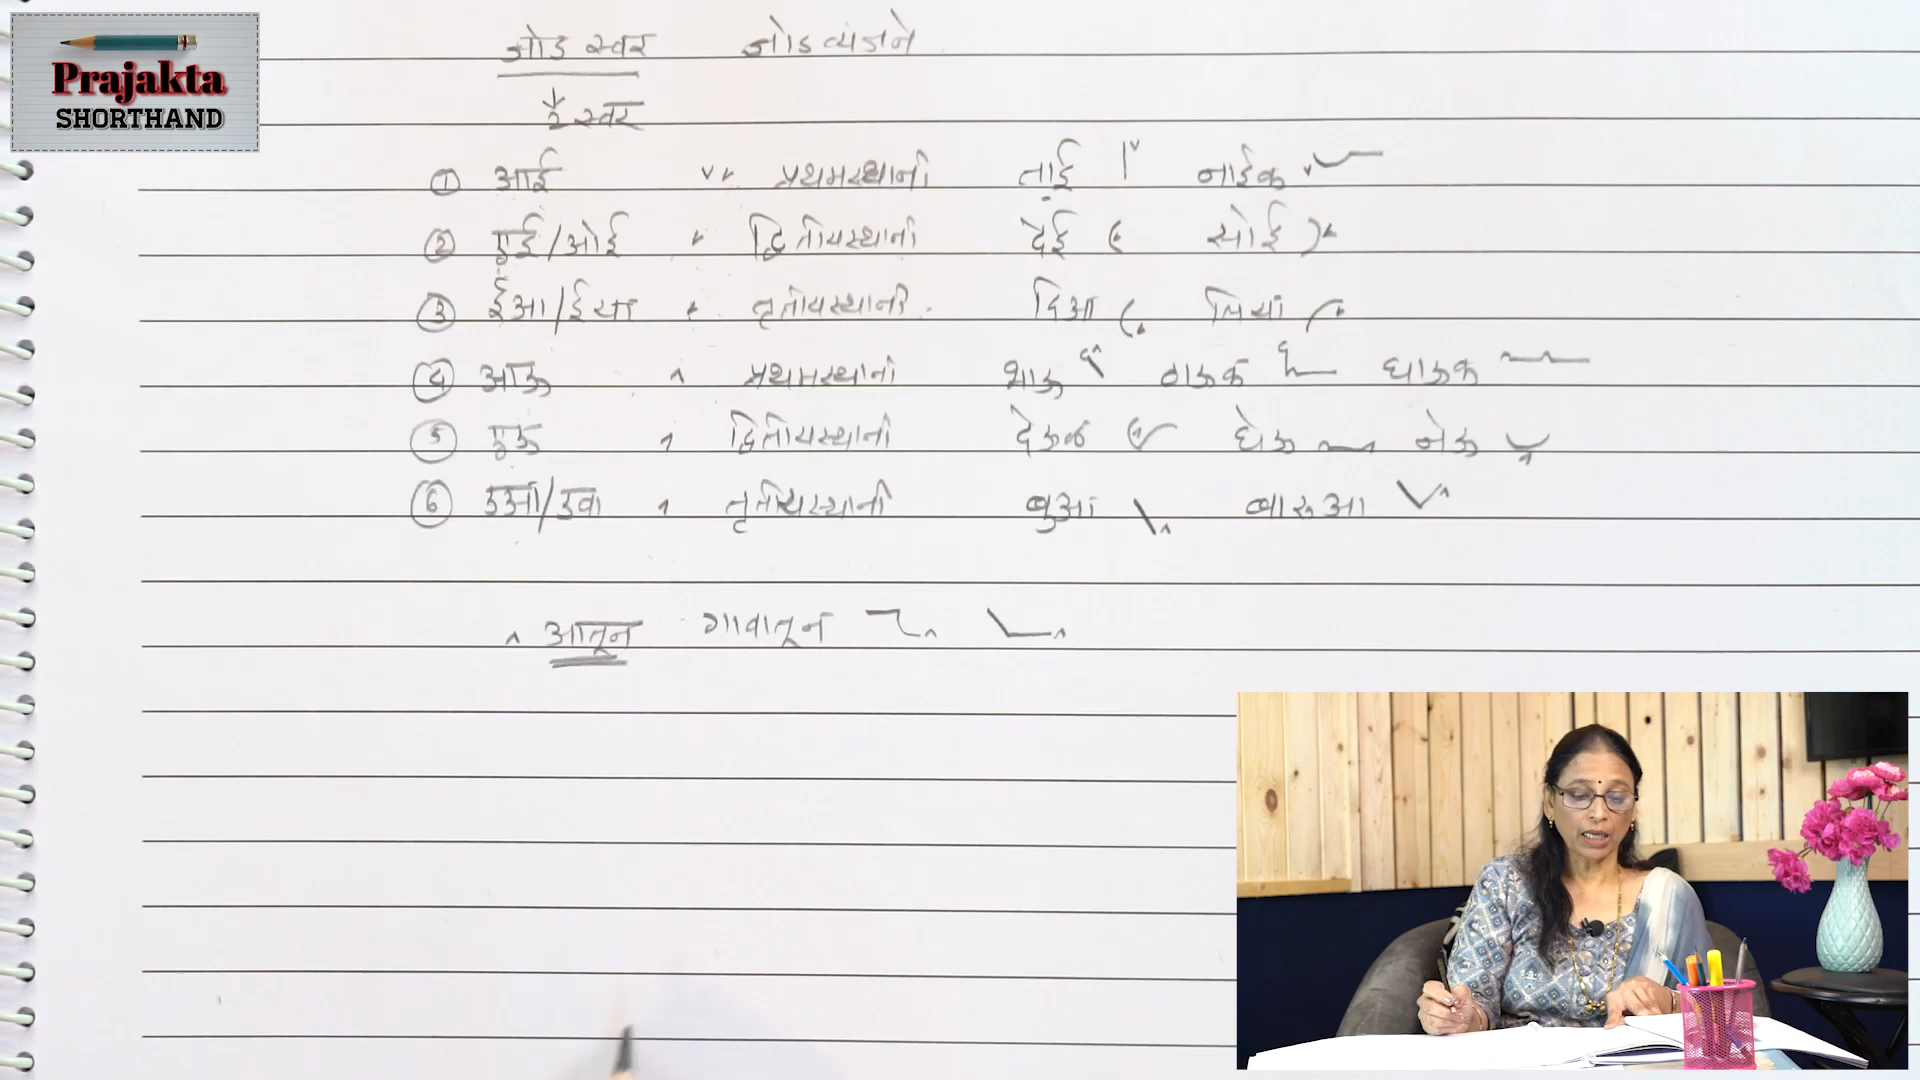 Prajakta
SHORTHAND
जोड स्वर जोड व्यंजने
2 स्वर
① आई प्रथमस्थानी ताई नाईक
② एई/ओई द्वितीयस्थानी देई सोई
③ ईआ/ईया तृतीयस्थानी दिआ लिया
④ आऊ प्रथमस्थानी भाऊ ठाऊक घाऊक
⑤ एऊ द्वितीयस्थानी देऊळ घेऊ नेऊ
⑥ उआ/उवा तृतीयस्थानी बुआ बारुआ
आतून गावातून